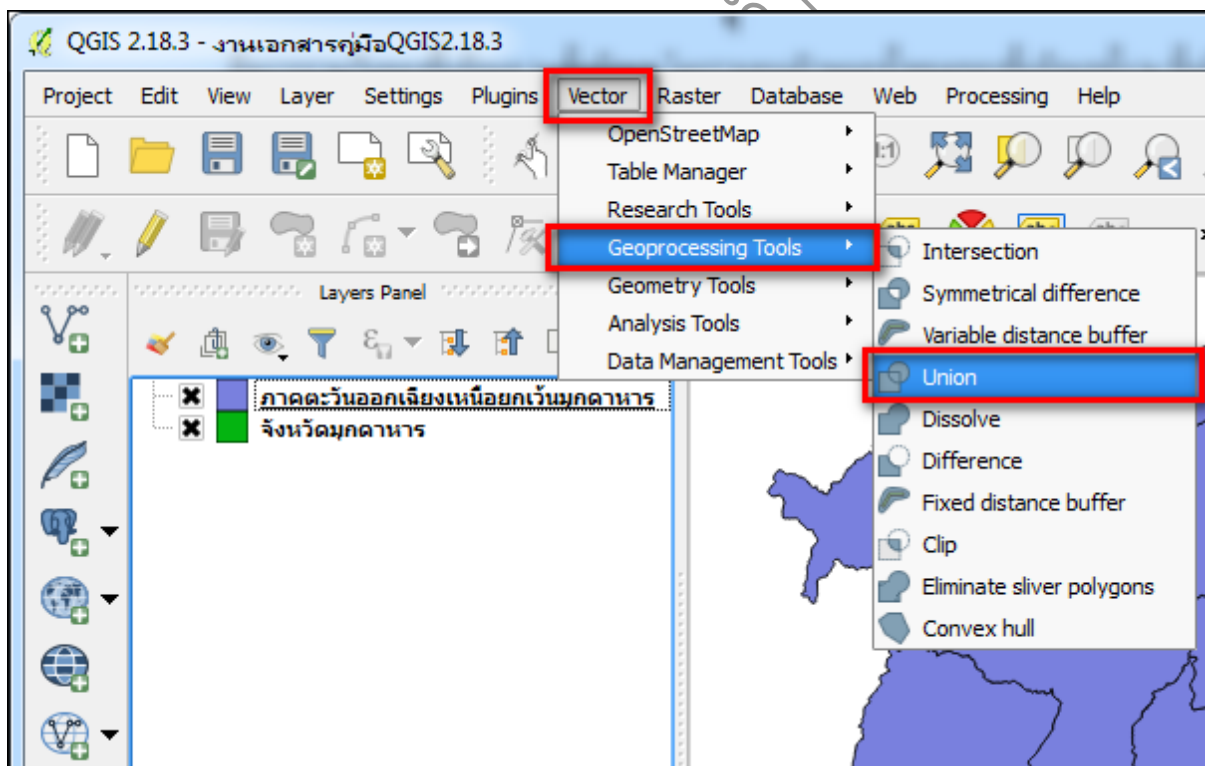 QGIS 2.18.3 - งานเอกสารคู่มือQGIS2.18.3
Project Edit View Layer Settings Plugins Vector Raster Database Web Processing Help
OpenStreetMap
Table Manager
Research Tools
Geoprocessing Tools
Geometry Tools
Analysis Tools
Data Management Tools
Intersection
Symmetrical difference
Variable distance buffer
Union
Dissolve
Difference
Fixed distance buffer
Clip
Eliminate sliver polygons
Convex hull
Layers Panel
ภาคตะวันออกเฉียงเหนือยกเว้นมุกดาหาร
จังหวัดมุกดาหาร